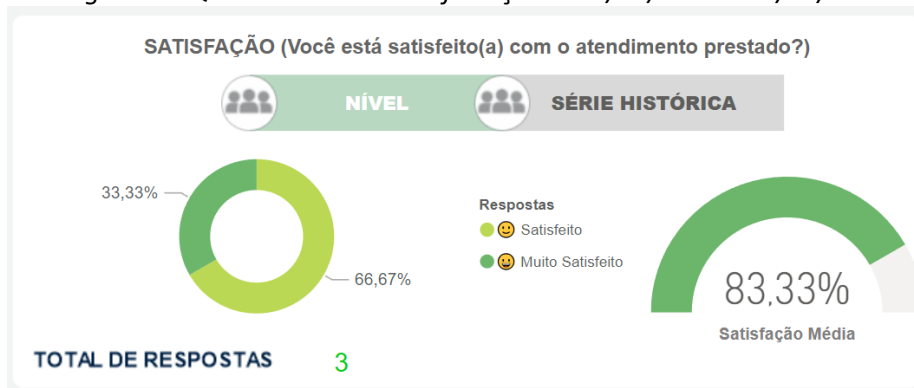 SATISFAÇÃO (Você está satisfeito(a) com o atendimento prestado?)
NÍVEL
SÉRIE HISTÓRICA
33,33%
66,67%
Respostas
Satisfeito
Muito Satisfeito
83,33%
Satisfação Média
TOTAL DE RESPOSTAS 3